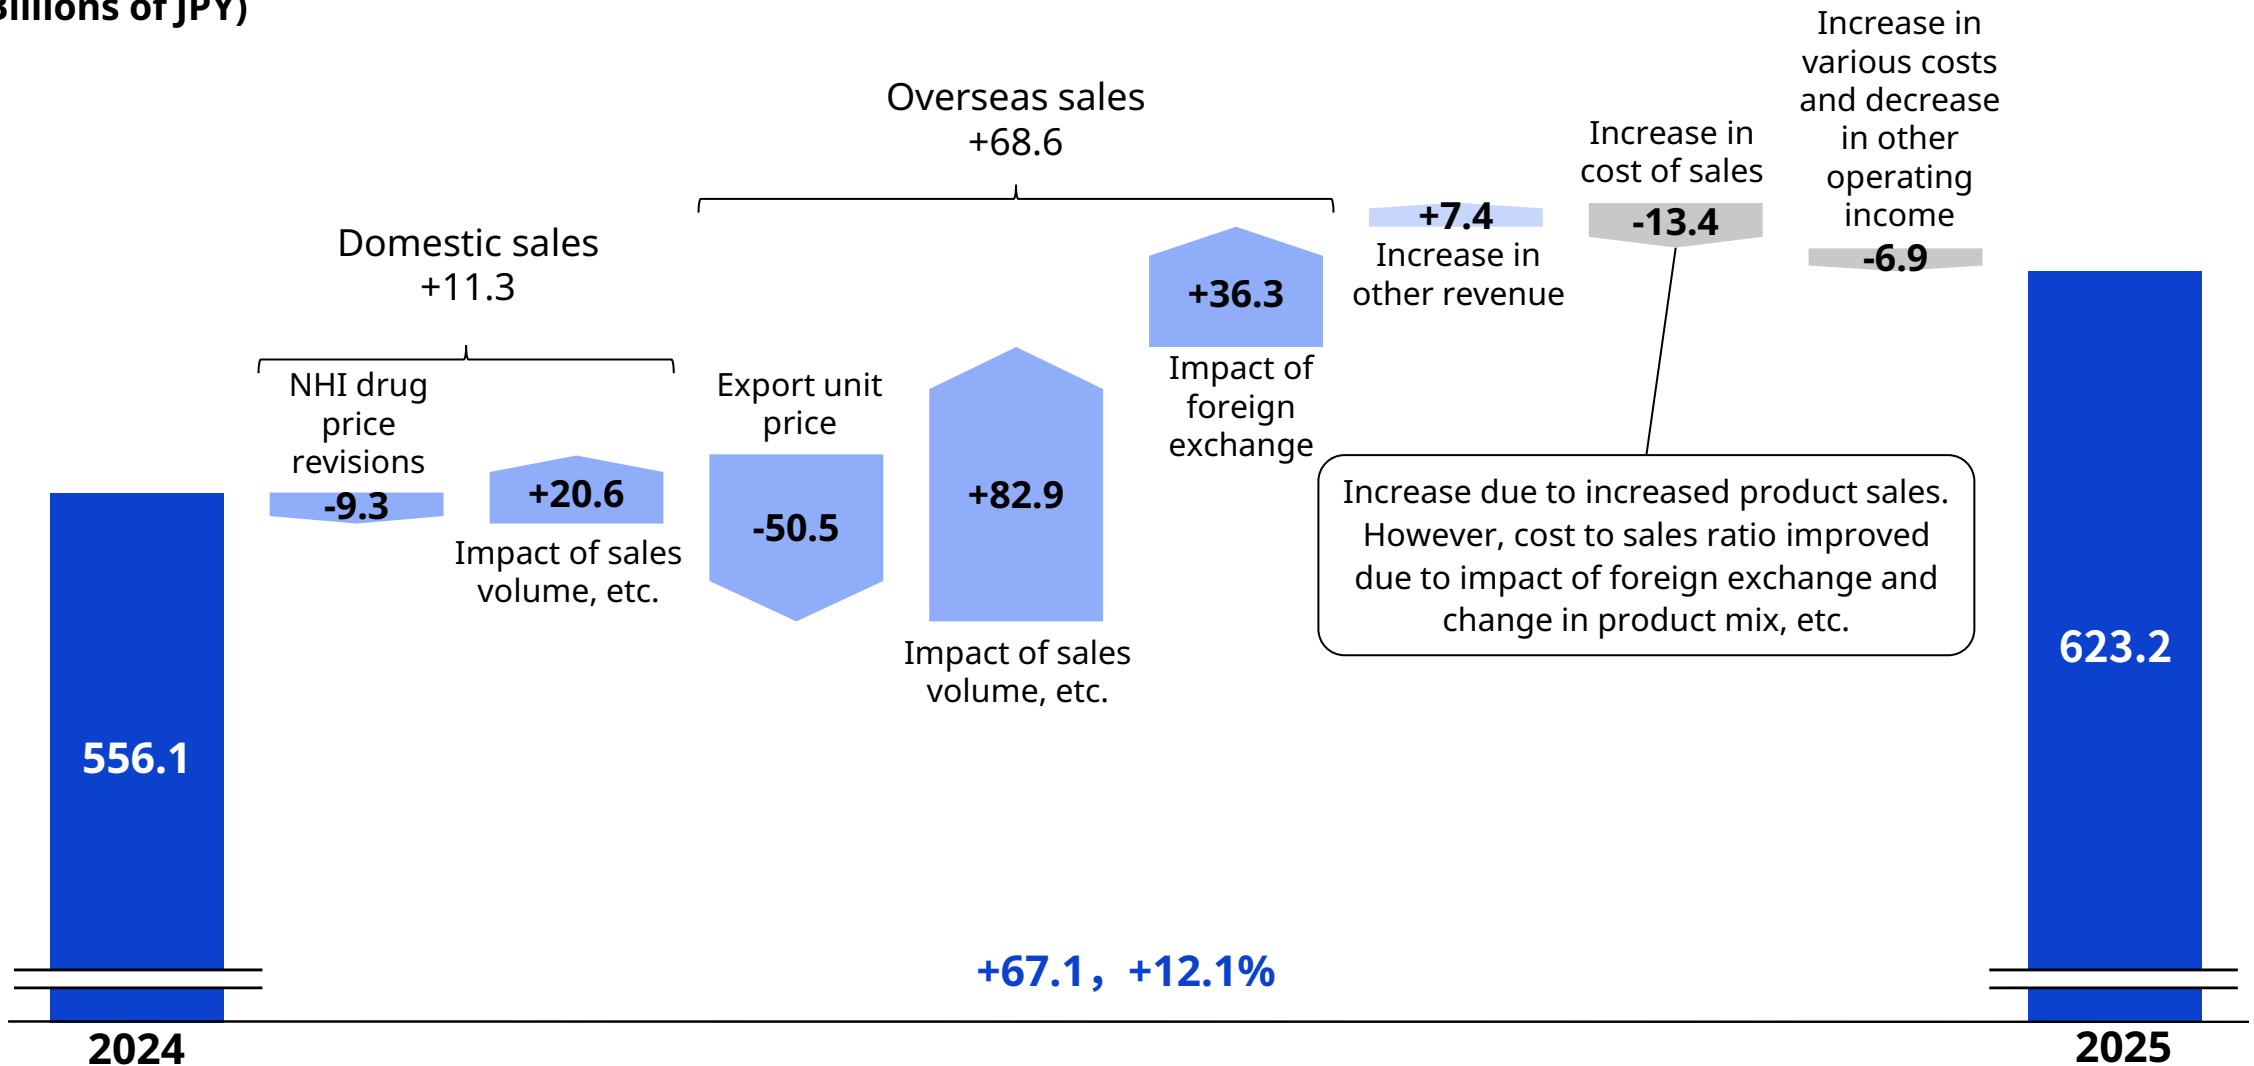 Billions of JPY)
Domestic sales
+11.3
NHI drug
price
revisions
-9.3
+20.6
Impact of sales
volume, etc.
Overseas sales
+68.6
Export unit
price
-50.5
+82.9
Impact of sales
volume, etc.
+36.3
Impact of
foreign
exchange
+7.4
Increase in
other revenue
Increase in
cost of sales
-13.4
Increase in
various costs
and decrease
in other
operating
income
-6.9
Increase due to increased product sales.
However, cost to sales ratio improved
due to impact of foreign exchange and
change in product mix, etc.
556.1
623.2
+67.1, +12.1%
2024
2025